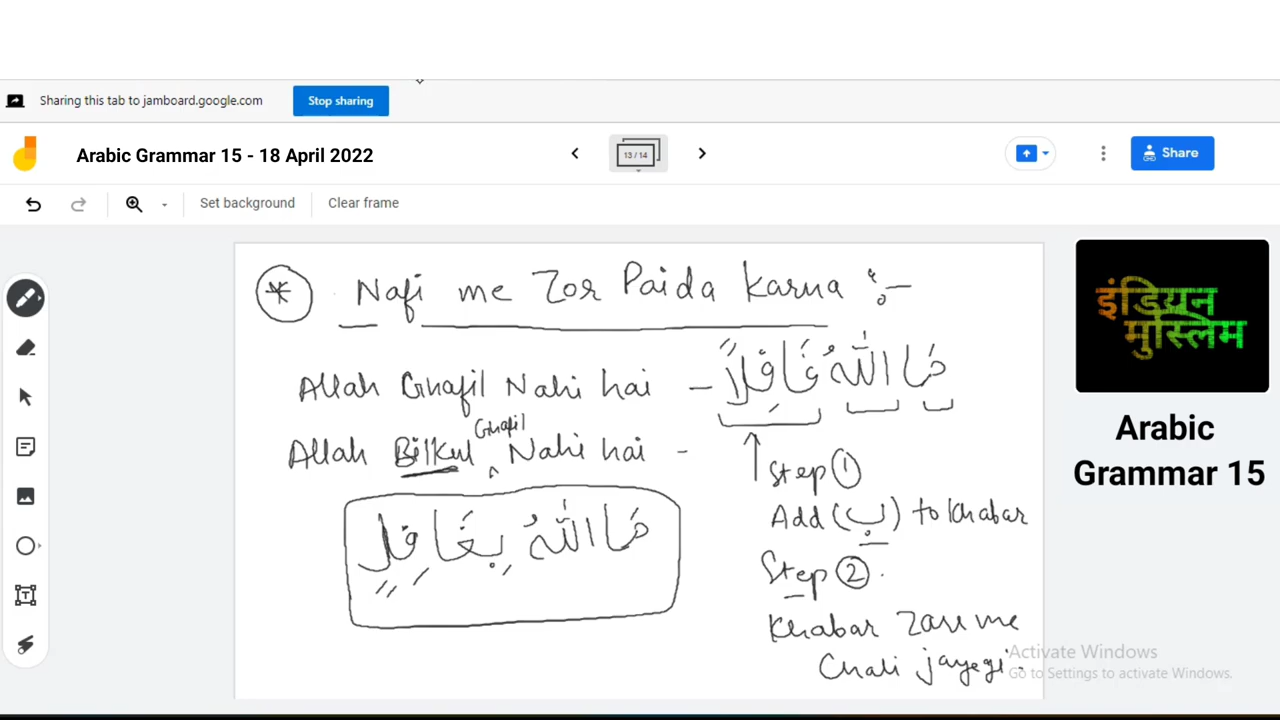 Sharing this tab to jamboard.google.com
Stop sharing
Arabic Grammar 15 - 18 April 2022
13 / 14
Share
Set background
Clear frame
* Nafi me Zor Paida Karna :-
Allah Ghafil Nahi hai - مَا اللّٰهُ غَافِلًا
Allah Bilkul Ghafil Nahi hai -
مَا اللّٰهُ بِغَافِلٍ
Step 1
Add (ب) to Khabar
Step 2.
Khabar Zare me
Chali jayegi.
इंडियन
मुस्लिम
Arabic
Grammar 15
Activate Windows
Go to Settings to activate Windows.